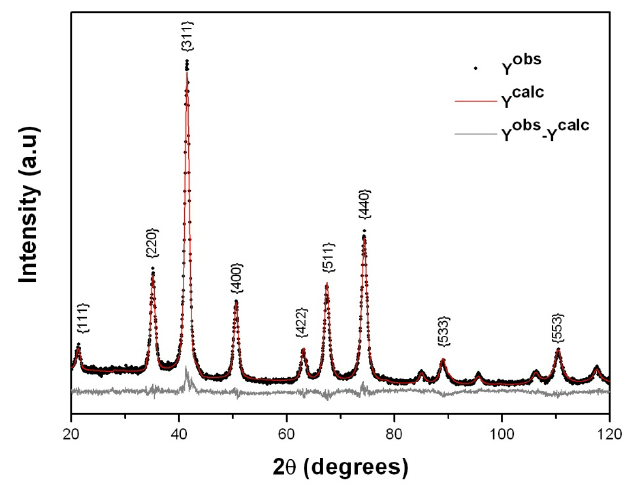 {311}
Y^obs
Y^calc
Y^obs-Y^calc
{440}
{220}
{511}
{400}
{422}
{111}
{533}
{553}
Intensity (a.u)
20 40 60 80 100 120
2θ (degrees)